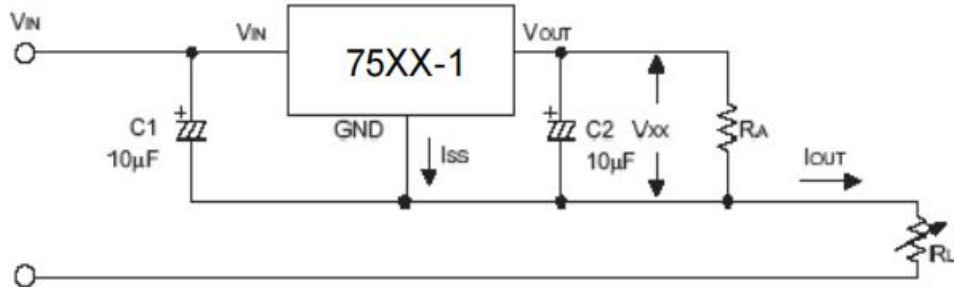 VIN
VIN
75XX-1
VOUT
+
C1
10μF
GND
ISS
+
C2
10μF
VXX
RA
IOUT
RL